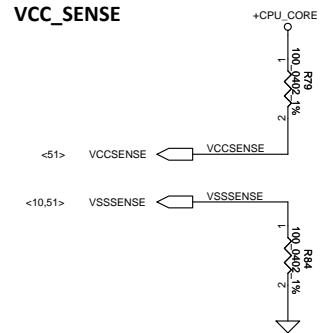 VCC_SENSE
+CPU_CORE
1
R79
100_0402_1%
2
<51> VCCSENSE VCCSENSE
<10,51> VSSSENSE VSSSENSE
1
R84
100_0402_1%
2